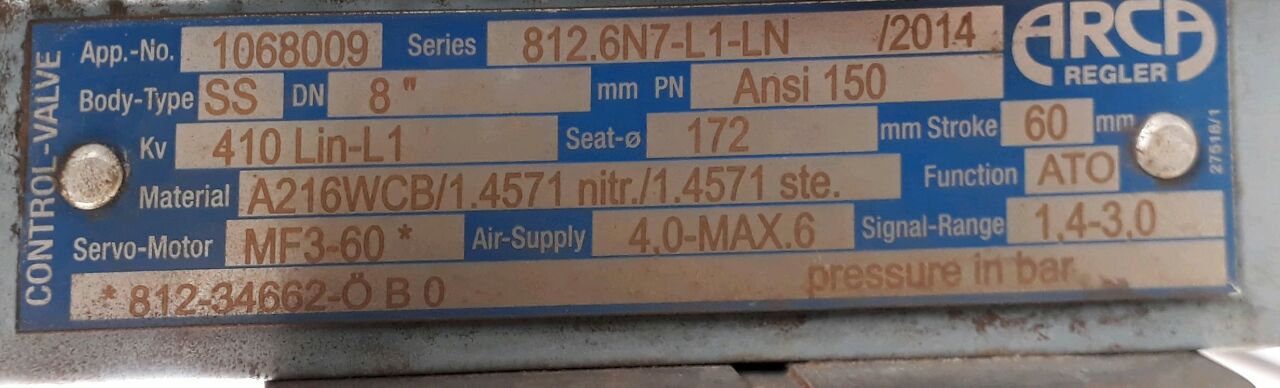 CONTROL-VALVE
App.-No. 1068009 Series 812.6N7-L1-LN /2014 ARCA REGLER
Body-Type SS DN 8" mm PN Ansi 150
Kv 410 Lin-L1 Seat-ø 172 mm Stroke 60 mm
Material A216WCB/1.4571 nitr./1.4571 ste. Function ATO
Servo-Motor MF3-60 * Air-Supply 4,0-MAX.6 Signal-Range 1,4-3,0
* 812-34662-Ö B 0 pressure in bar
27518/1